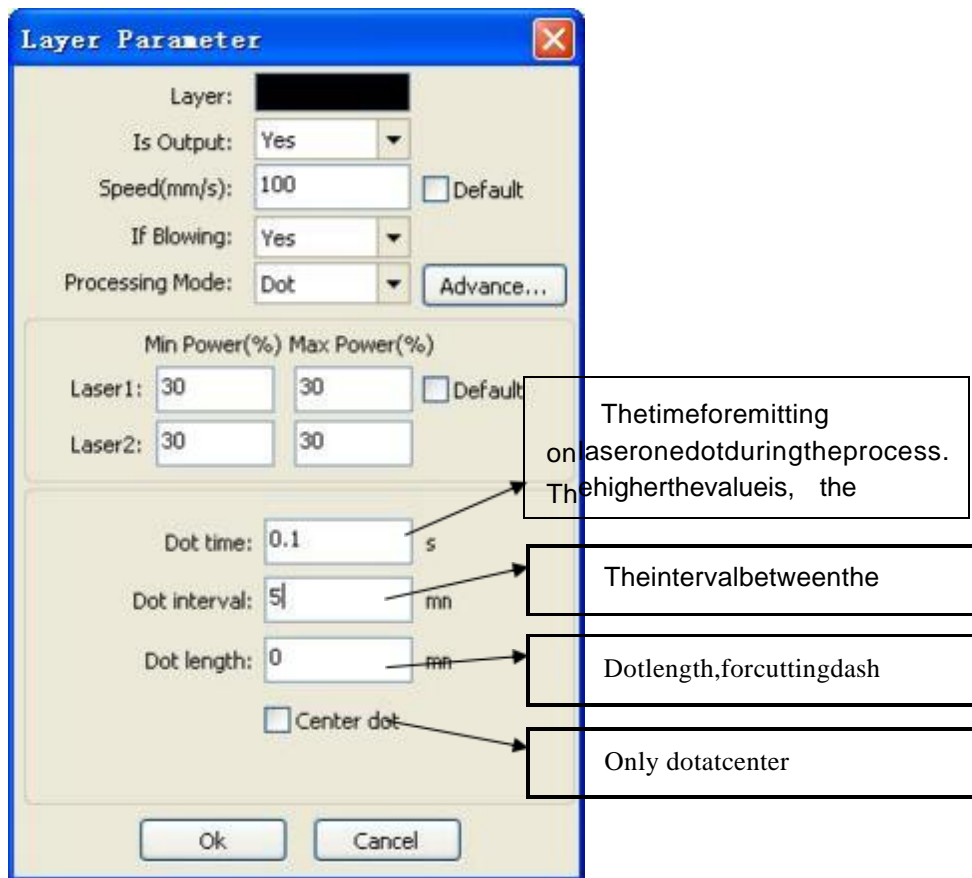 Layer Parameter
Layer:
Is Output: Yes
Speed(mm/s): 100 Default
If Blowing: Yes
Processing Mode: Dot Advance...
Min Power(%) Max Power(%)
Laser1: 30 30 Default
Laser2: 30 30
Thetimeforemitting
onlaseronedotduringtheprocess.
Thehigherthevalueis, the
Dot time: 0.1 s
Theintervalbetweenthe
Dot interval: 5 mn
Dot length: 0 mn
Dotlength,forcuttingdash
Center dot
Only dotatcenter
Ok Cancel